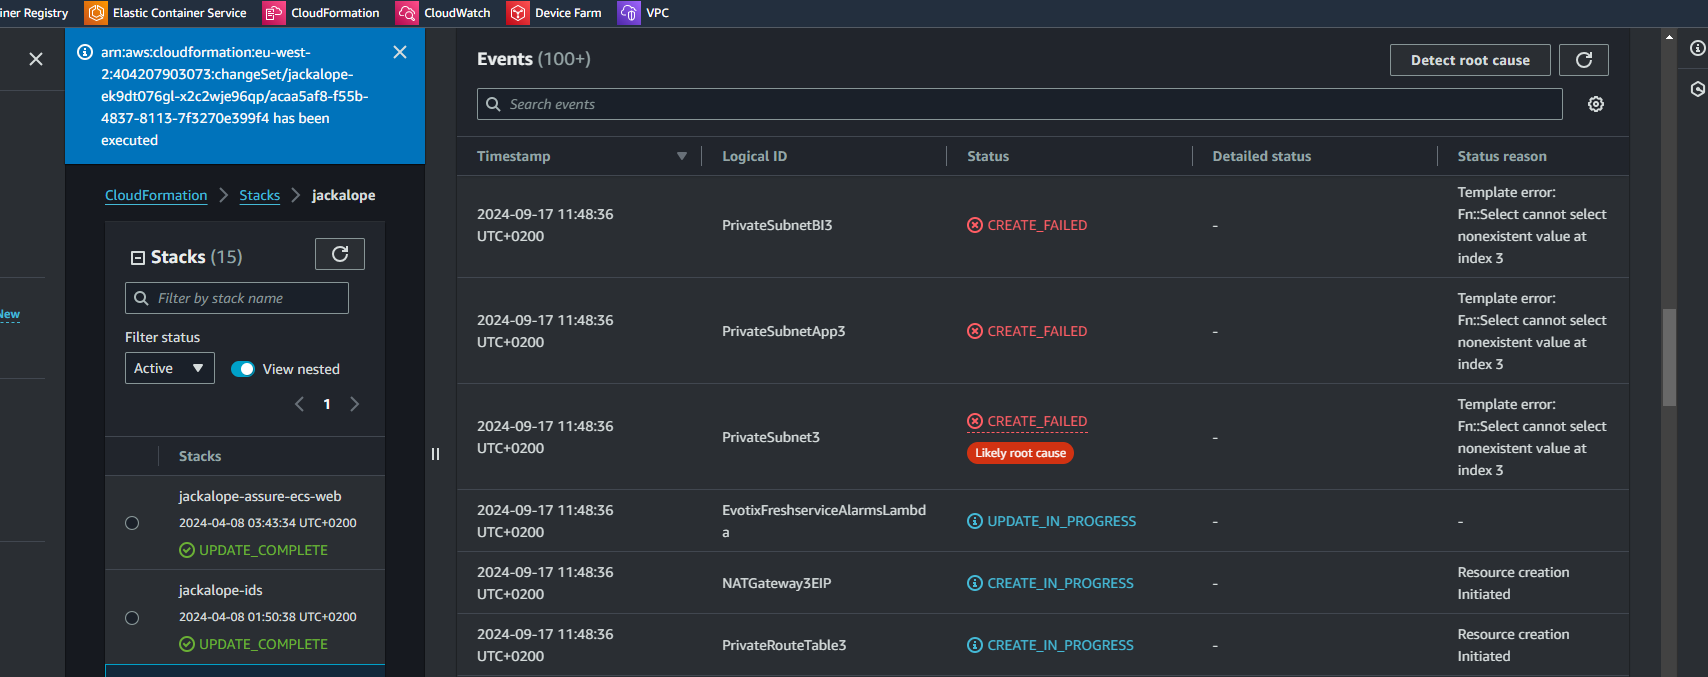 iner Registry
Elastic Container Service
CloudFormation
CloudWatch
Device Farm
VPC
arn:aws:cloudformation:eu-west-
2:404207903073:changeSet/jackalope-
ek9dt076gl-x2c2wje96qp/acaa5af8-f55b-
4837-8113-7f3270e399f4 has been
executed
New
CloudFormation
Stacks
jackalope
Stacks (15)
Filter by stack name
Filter status
Active
View nested
1
Stacks
jackalope-assure-ecs-web
2024-04-08 03:43:34 UTC+0200
UPDATE_COMPLETE
jackalope-ids
2024-04-08 01:50:38 UTC+0200
UPDATE_COMPLETE
Events (100+)
Detect root cause
Search events
Timestamp
Logical ID
Status
Detailed status
Status reason
2024-09-17 11:48:36
UTC+0200
PrivateSubnetBI3
CREATE_FAILED
-
Template error:
Fn::Select cannot select
nonexistent value at
index 3
2024-09-17 11:48:36
UTC+0200
PrivateSubnetApp3
CREATE_FAILED
-
Template error:
Fn::Select cannot select
nonexistent value at
index 3
2024-09-17 11:48:36
UTC+0200
PrivateSubnet3
CREATE_FAILED
Likely root cause
-
Template error:
Fn::Select cannot select
nonexistent value at
index 3
2024-09-17 11:48:36
UTC+0200
EvotixFreshserviceAlarmsLambd
a
UPDATE_IN_PROGRESS
-
-
2024-09-17 11:48:36
UTC+0200
NATGateway3EIP
CREATE_IN_PROGRESS
-
Resource creation
Initiated
2024-09-17 11:48:36
UTC+0200
PrivateRouteTable3
CREATE_IN_PROGRESS
-
Resource creation
Initiated